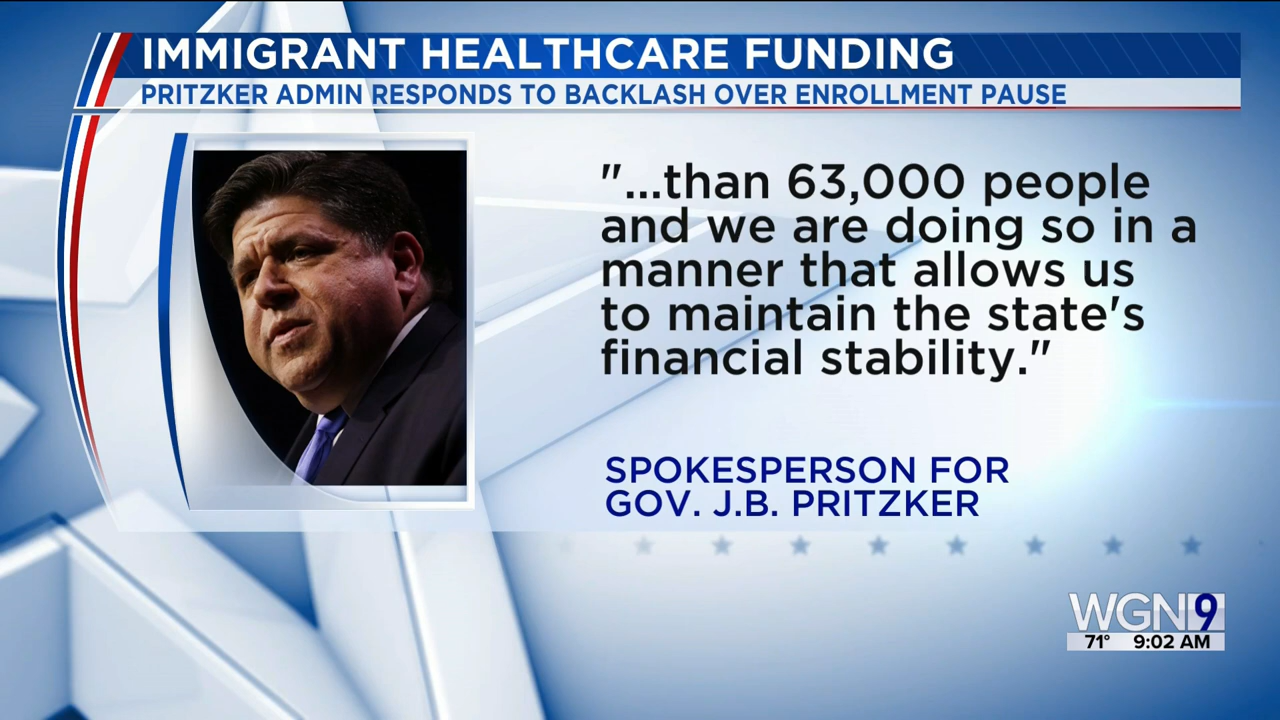 IMMIGRANT HEALTHCARE FUNDING
PRITZKER ADMIN RESPONDS TO BACKLASH OVER ENROLLMENT PAUSE
"...than 63,000 people
and we are doing so in a
manner that allows us
to maintain the state's
financial stability."
SPOKESPERSON FOR
GOV. J.B. PRITZKER
WGN9
71° 9:02 AM